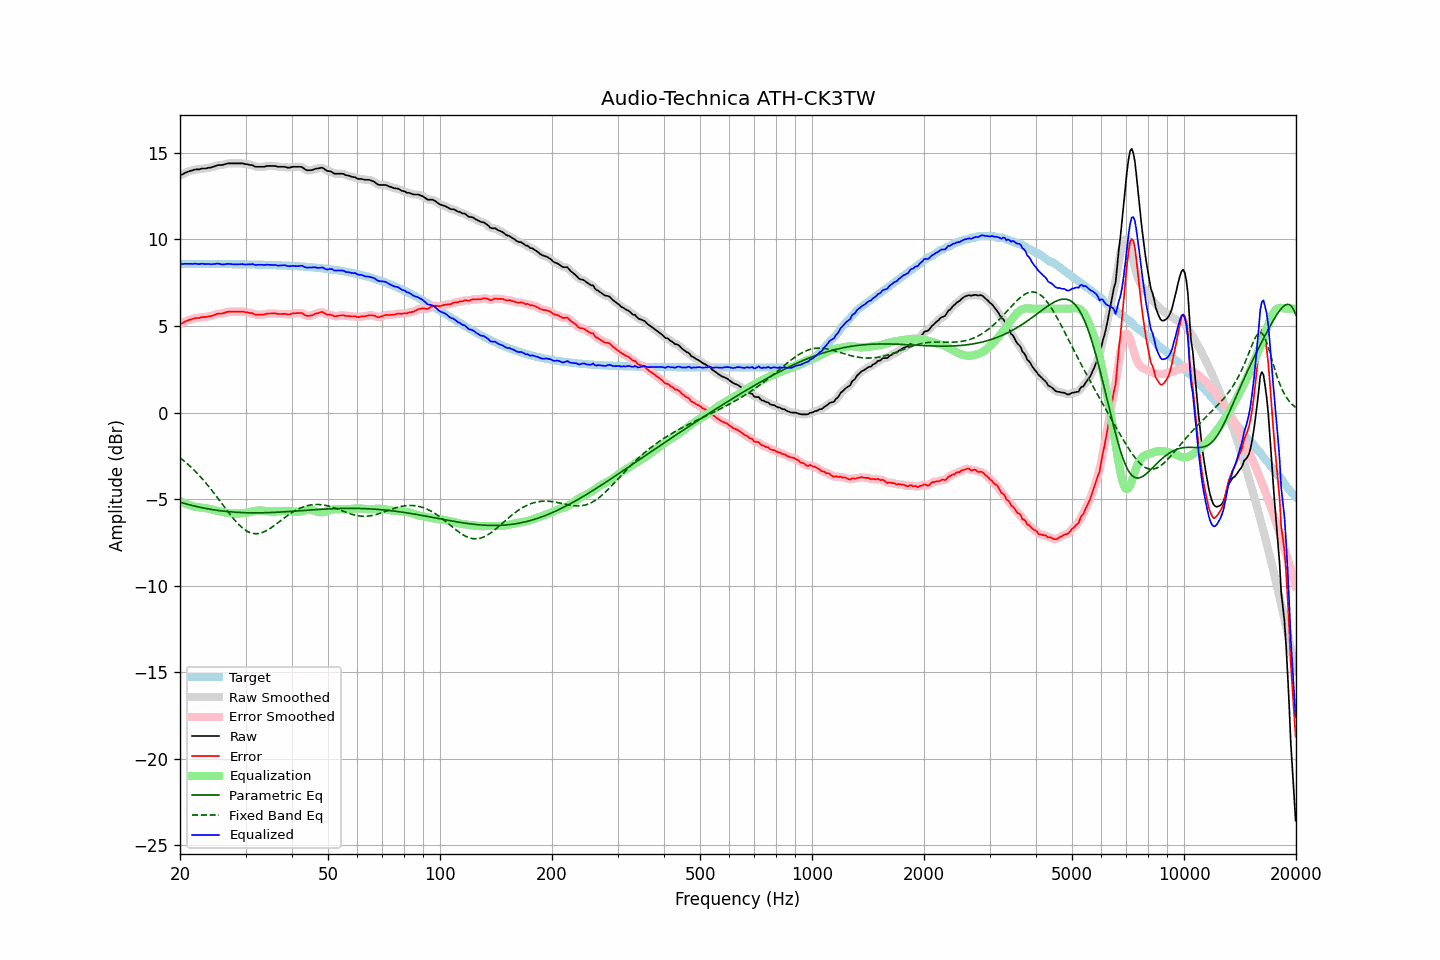 Audio-Technica ATH-CK3TW
Amplitude (dBr)
15
10
5
0
−5
−10
−15
−20
−25
Target
Raw Smoothed
Error Smoothed
Raw
Error
Equalization
Parametric Eq
Fixed Band Eq
Equalized
20 50 100 200 500 1000 2000 5000 10000 20000
Frequency (Hz)